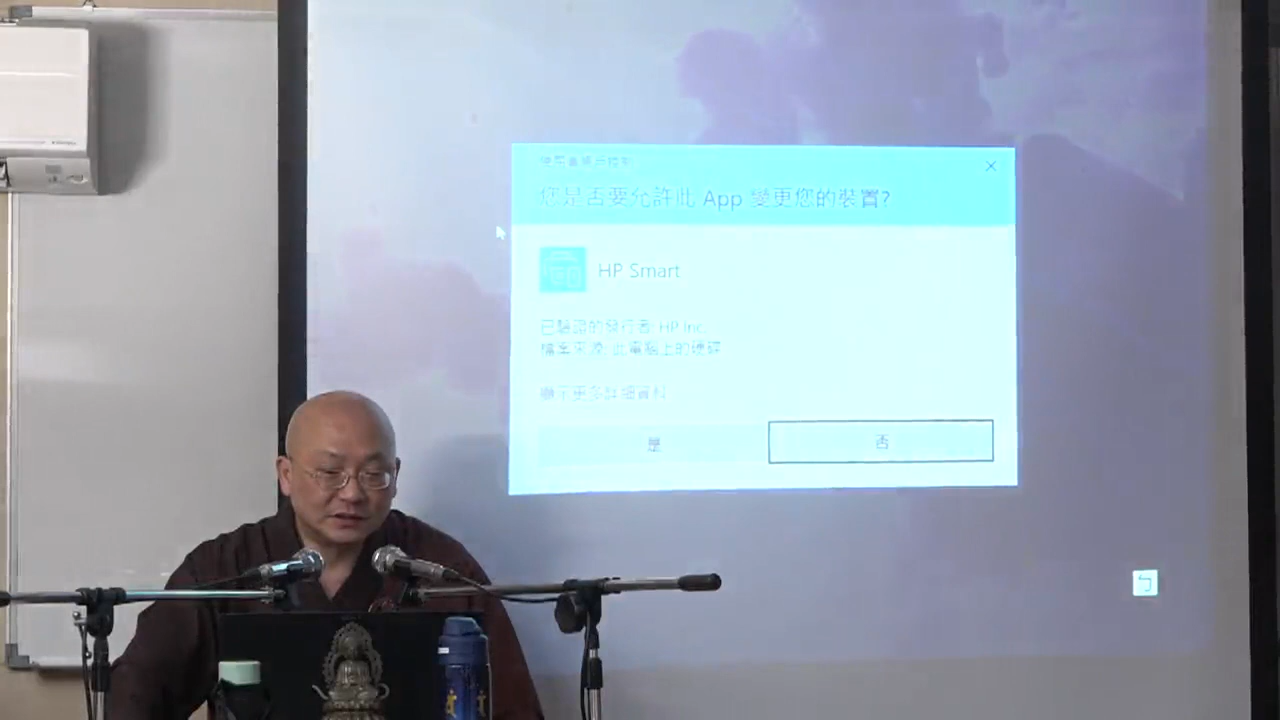 使用者帳戶控制
您是否要允許此 App 變更您的裝置?
HP Smart
已驗證的發行者: HP Inc.
檔案來源: 此電腦上的硬碟
顯示更多詳細資料
是
否
ㄅ